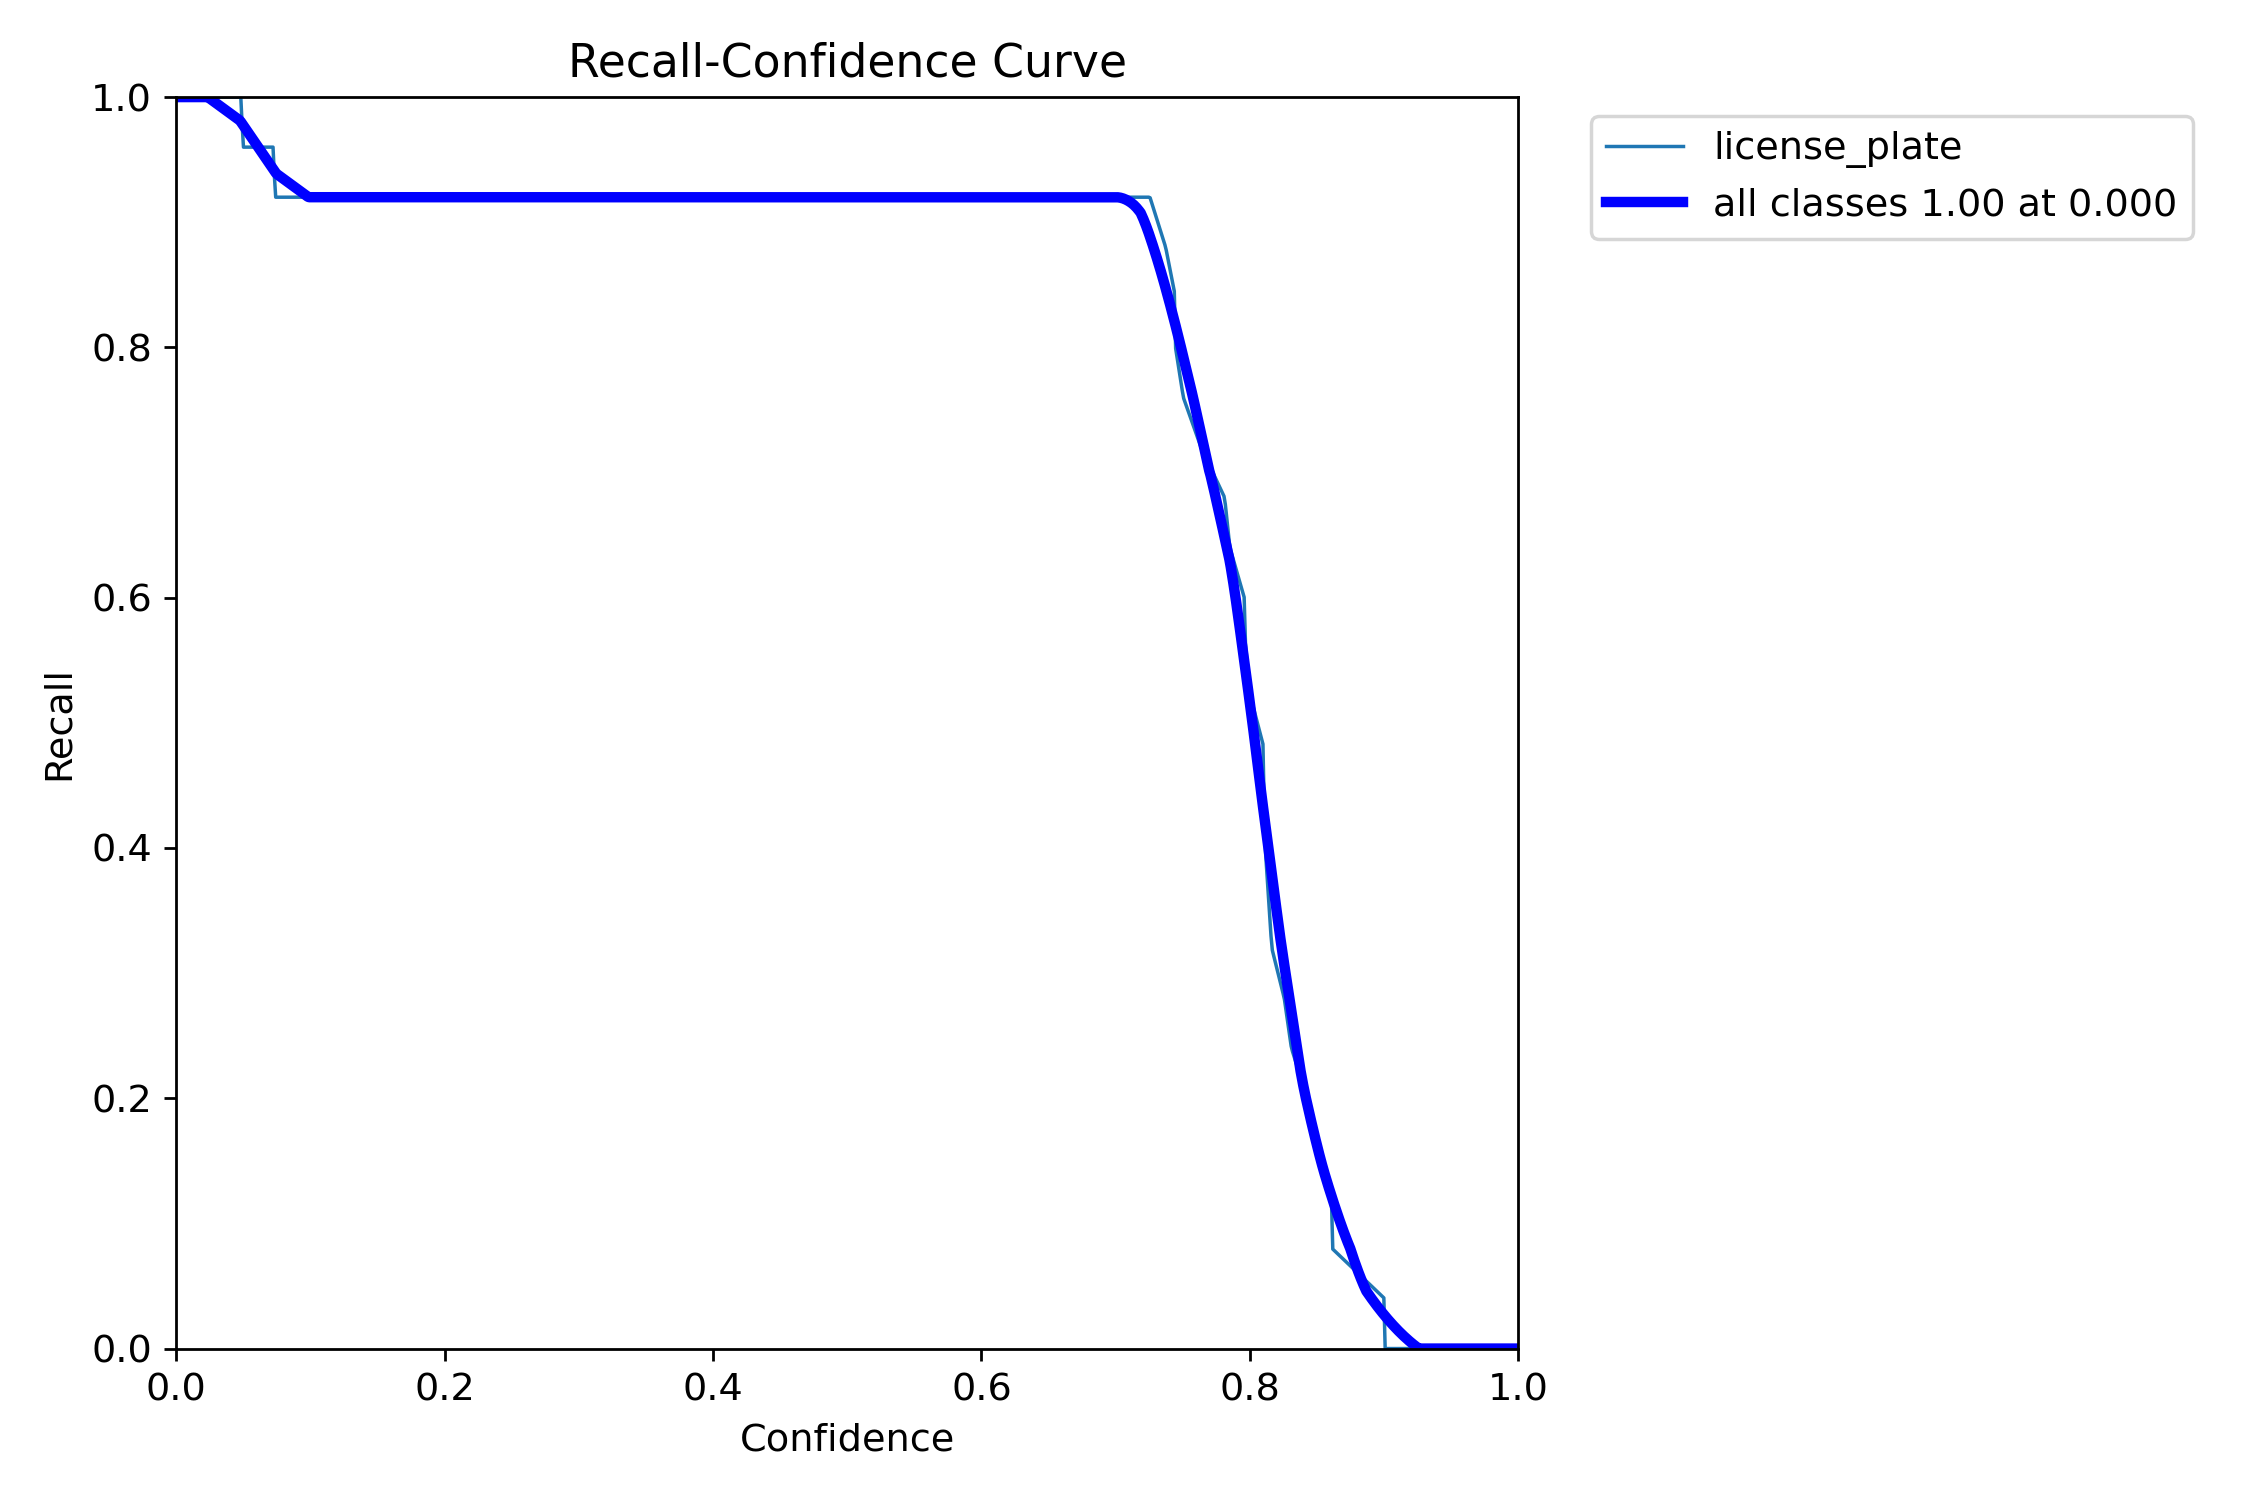 Recall-Confidence Curve
license_plate
all classes 1.00 at 0.000
1.0
0.8
0.6
0.4
0.2
0.0
Recall
0.0 0.2 0.4 0.6 0.8 1.0
Confidence